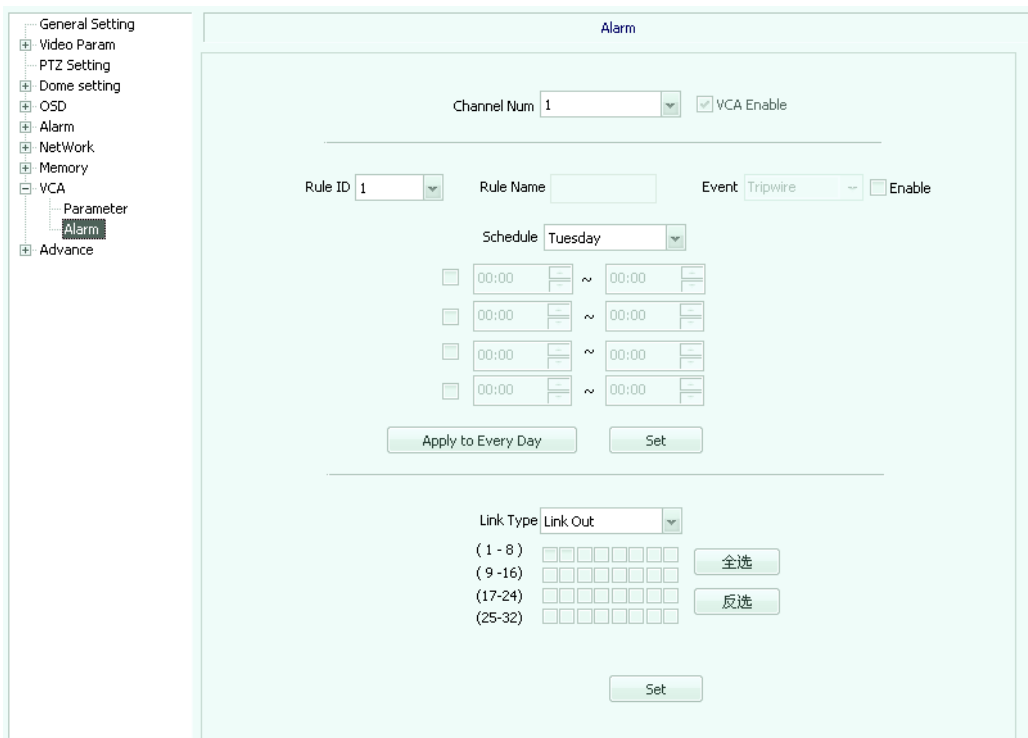 General Setting
Video Param
PTZ Setting
Dome setting
OSD
Alarm
NetWork
Memory
VCA
Parameter
Alarm
Advance
Alarm
Channel Num 1 VCA Enable
Rule ID 1 Rule Name Event Tripwire Enable
Schedule Tuesday
00:00 ~ 00:00
00:00 ~ 00:00
00:00 ~ 00:00
00:00 ~ 00:00
Apply to Every Day Set
Link Type Link Out
( 1 - 8 )
( 9 -16)
(17-24)
(25-32)
全选
反选
Set